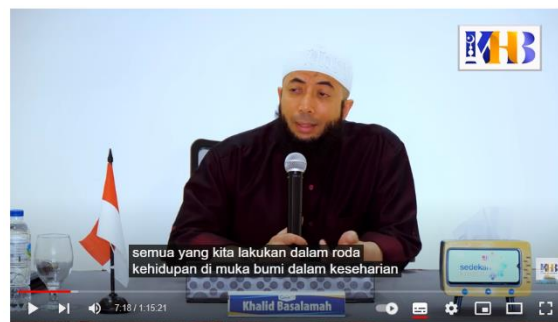 KHB
semua yang kita lakukan dalam roda
kehidupan di muka bumi dalam keseharian
Khalid Basalamah
7:18 / 1:15:21